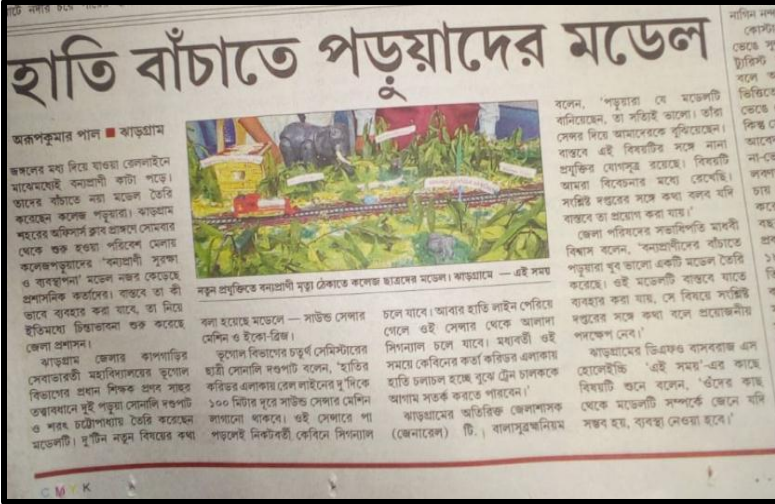 হাতি বাঁচাতে পড়ুয়াদের মডেল
অরূপকুমার পাল ■ ঝাড়গ্রাম
জঙ্গলের মধ্য দিয়ে যাওয়া রেললাইনে
মাঝেমধ্যেই বন্যপ্রাণী কাটা পড়ে।
তাদের বাঁচাতে নয়া মডেল তৈরি
করেছেন কলেজ পড়ুয়ারা। ঝাড়গ্রাম
শহরের অফিসার্স ক্লাব প্রাঙ্গণে সোমবার
থেকে শুরু হওয়া পরিবেশ মেলায়
কলেজপড়ুয়াদের 'বন্যপ্রাণী সুরক্ষা
ও ব্যবস্থাপনা' মডেল নজর কেড়েছে
প্রশাসনিক কর্তাদের। বাস্তবে তা কী
ভাবে ব্যবহার করা যাবে, তা নিয়ে
ইতিমধ্যে চিন্তাভাবনা শুরু করেছে
জেলা প্রশাসন।
ঝাড়গ্রাম জেলার কাপগাড়ির
সেবাভারতী মহাবিদ্যালয়ের ভূগোল
বিভাগের প্রধান শিক্ষক প্রণব সাহুর
তত্ত্বাবধানে দুই পড়ুয়া সোনালি দণ্ডপাট
ও শরৎ চট্টোপাধ্যায় তৈরি করেছেন
মডেলটি। দু'টিন নতুন বিষয়ের কথা
নতুন প্রযুক্তিতে বন্যপ্রাণী মৃত্যু ঠেকাতে কলেজ ছাত্রদের মডেল। ঝাড়গ্রামে — এই সময়
বলা হয়েছে মডেলে — সাউন্ড সেন্সার
মেশিন ও ইকো-ব্রিজ।
ভূগোল বিভাগের চতুর্থ সেমিস্টারের
ছাত্রী সোনালি দণ্ডপাট বলেন, 'হাতির
করিডর এলাকায় রেল লাইনের দু'দিকে
১০০ মিটার দূরে সাউন্ড সেন্সার মেশিন
লাগানো থাকবে। ওই সেন্সারে পা
পড়লেই নিকটবর্তী কেবিনে সিগন্যাল
চলে যাবে। আবার হাতি লাইন পেরিয়ে
গেলে ওই সেন্সার থেকে আলাদা
সিগন্যাল চলে যাবে। মধ্যবর্তী ওই
সময়ে কেবিনের কর্তা করিডর এলাকায়
হাতি চলাচল হচ্ছে বুঝে ট্রেন চালককে
আগাম সতর্ক করতে পারবেন।'
ঝাড়গ্রামের অতিরিক্ত জেলাশাসক
(জেনারেল) টি. বালাসুব্রহ্মনিয়ম
বলেন, 'পড়ুয়ারা যে মডেলটি
বানিয়েছেন, তা সত্যিই ভালো। তাঁরা
সেন্সর দিয়ে আমাদেরকে বুঝিয়েছেন।
বাস্তবে এই বিষয়টির সঙ্গে নানা
প্রযুক্তির যোগসূত্র রয়েছে। বিষয়টি
আমরা বিবেচনার মধ্যে রেখেছি।
সংশ্লিষ্ট দপ্তরের সঙ্গে কথা বলব যদি
বাস্তবে তা প্রয়োগ করা যায়।'
জেলা পরিষদের সভাধিপতি মাধবী
বিশ্বাস বলেন, 'বন্যপ্রাণীদের বাঁচাতে
পড়ুয়ারা খুব ভালো একটি মডেল তৈরি
করেছে। ওই মডেলটি বাস্তবে যাতে
ব্যবহার করা যায়, সে বিষয়ে সংশ্লিষ্ট
দপ্তরের সঙ্গে কথা বলে প্রয়োজনীয়
পদক্ষেপ নেব।'
ঝাড়গ্রামের ডিএফও বাসবরাজ এস
হোলেইচ্চি 'এই সময়'-এর কাছে
বিষয়টি শুনে বলেন, 'ওঁদের কাছ
থেকে মডেলটি সম্পর্কে জেনে যদি
সম্ভব হয়, ব্যবস্থা নেওয়া হবে।'
C M Y K